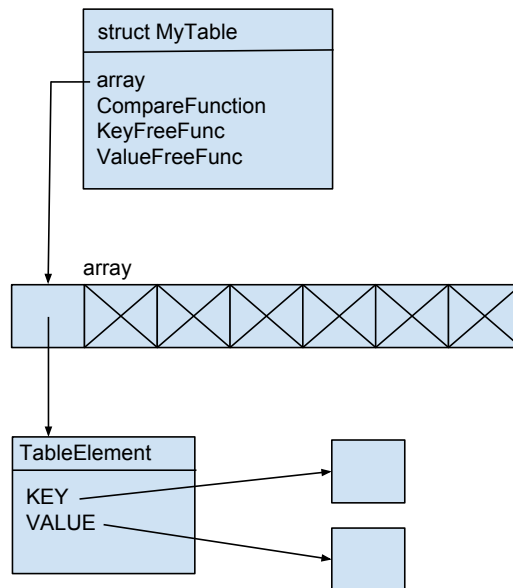 struct MyTable
array
CompareFunction
KeyFreeFunc
ValueFreeFunc
array
TableElement
KEY
VALUE